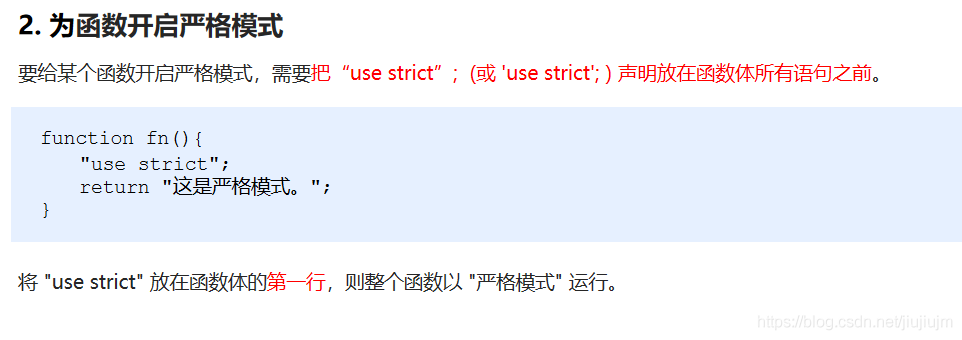 2. 为函数开启严格模式
要给某个函数开启严格模式，需要把“use strict”；(或 'use strict'; ) 声明放在函数体所有语句之前。
function fn(){
"use strict";
return "这是严格模式。";
}
将 "use strict" 放在函数体的第一行，则整个函数以 "严格模式" 运行。
https://blog.csdn.net/jiujiujm